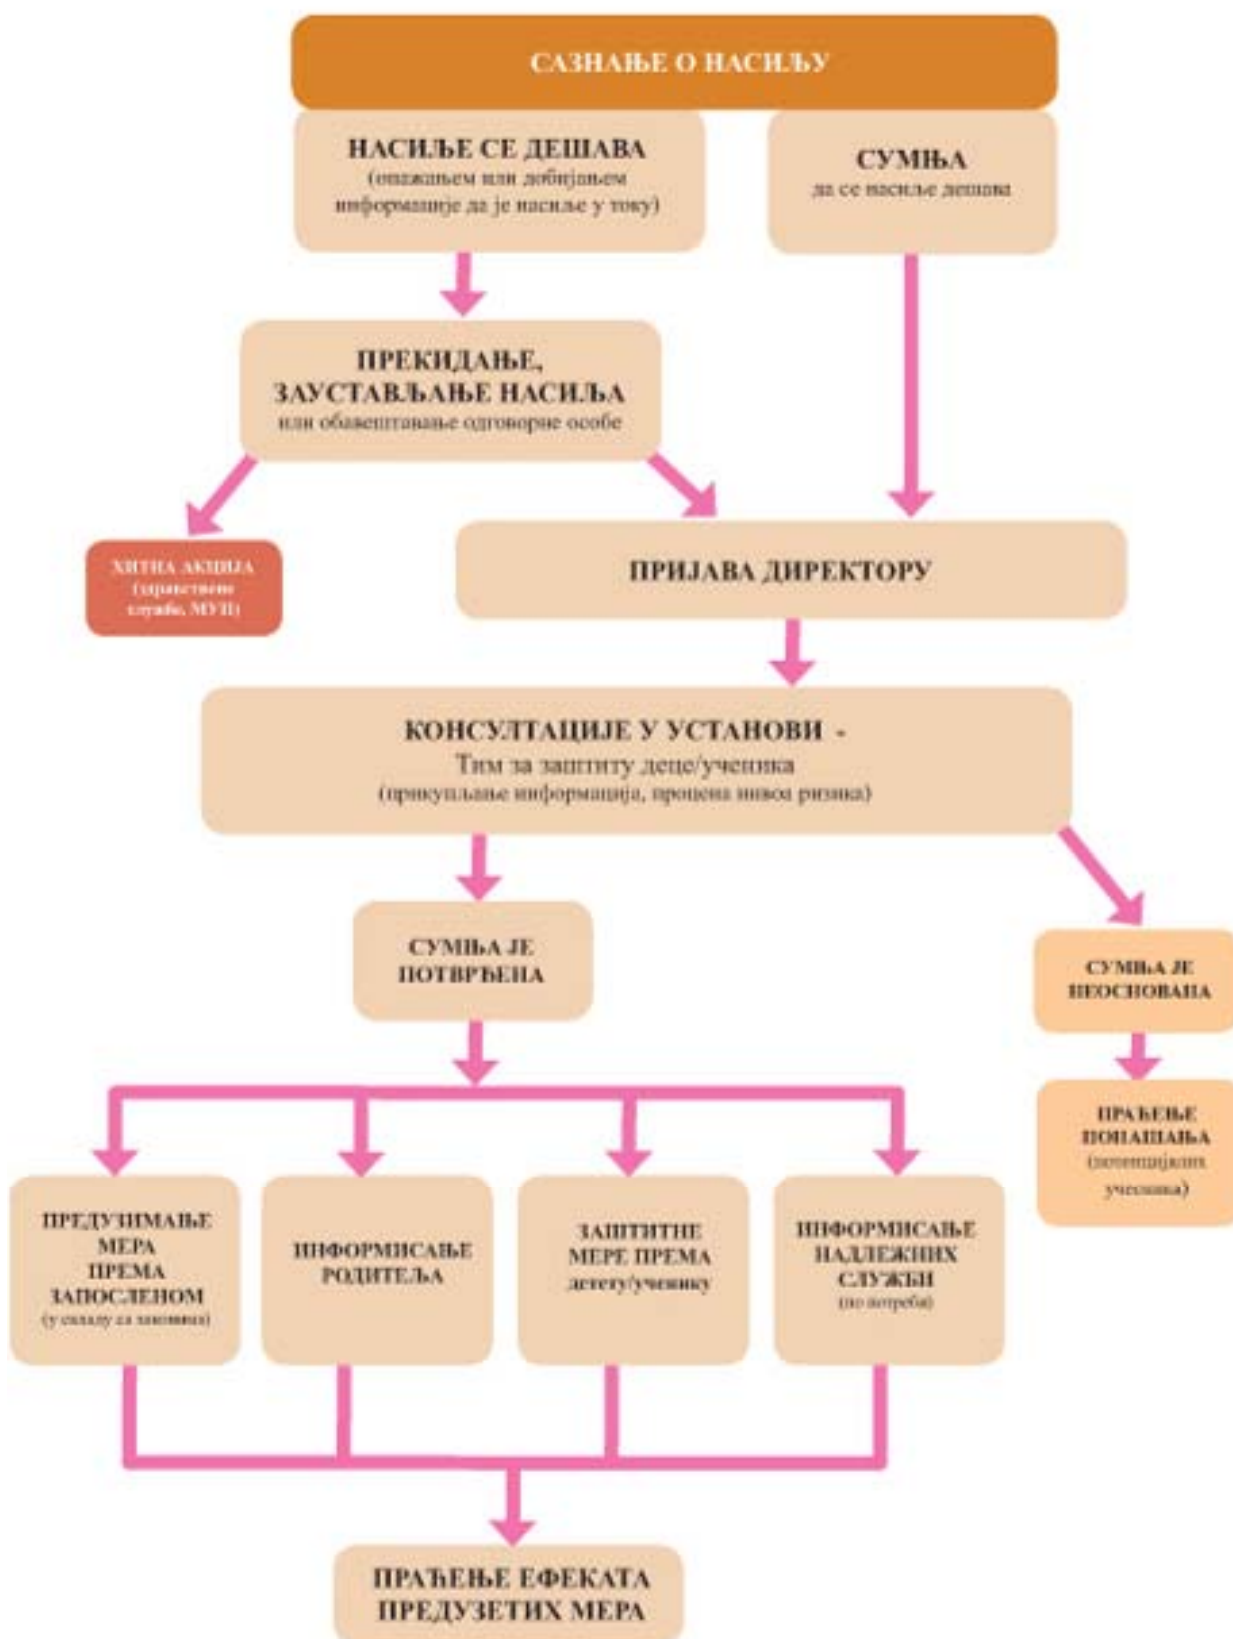 САЗНАЊЕ О НАСИЉУ
НАСИЉЕ СЕ ДЕШАВА
(опажањем или добијањем
информације да је насиље у току)
СУМЊА
да се насиље дешава
ПРЕКИДАЊЕ,
ЗАУСТАВЉАЊЕ НАСИЉА
или обавештавање одговорне особе
ХИТНА АКЦИЈА
(здравствене
службе, МУП)
ПРИЈАВА ДИРЕКТОРУ
КОНСУЛТАЦИЈЕ У УСТАНОВИ -
Тим за заштиту деце/ученика
(прикупљање информација, процена нивоа ризика)
СУМЊА ЈЕ
ПОТВРЂЕНА
СУМЊА ЈЕ
НЕОСНОВАНА
ПРАЋЕЊЕ
ПОНАШАЊА
учесника)
ПРЕДУЗИМАЊЕ
МЕРА
ПРЕМА
ЗАПОСЛЕНОМ
(у складу са
ИНФОРМИСАЊЕ
РОДИТЕЉА
ЗАШТИТНЕ
МЕРЕ ПРЕМА
детету/ученику
ИНФОРМИСАЊЕ
НАДЛЕЖНИХ
СЛУЖБИ
(по потреби)
ПРАЋЕЊЕ ЕФЕКАТА
ПРЕДУЗЕТИХ МЕРА